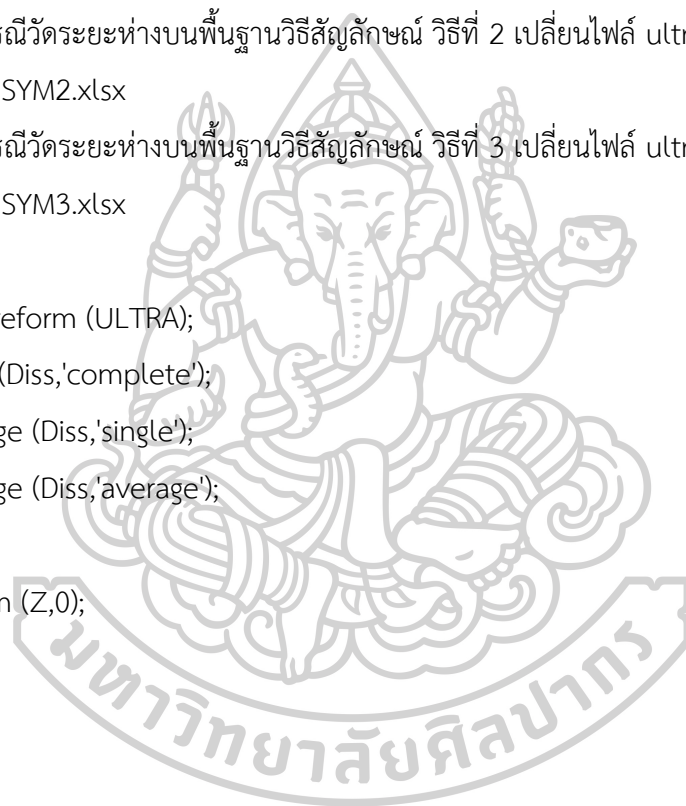 รณีวัดระยะห่างบนพื้นฐานวิธีสัญลักษณ์ วิธีที่ 2 เปลี่ยนไฟล์ ultr
SYM2.xlsx
รณีวัดระยะห่างบนพื้นฐานวิธีสัญลักษณ์ วิธีที่ 3 เปลี่ยนไฟล์ ultr
SYM3.xlsx
reform (ULTRA);
(Diss,'complete');
ge (Diss,'single');
ge (Diss,'average');
m (Z,0);
มหาวิทยาลัยศิลปากร